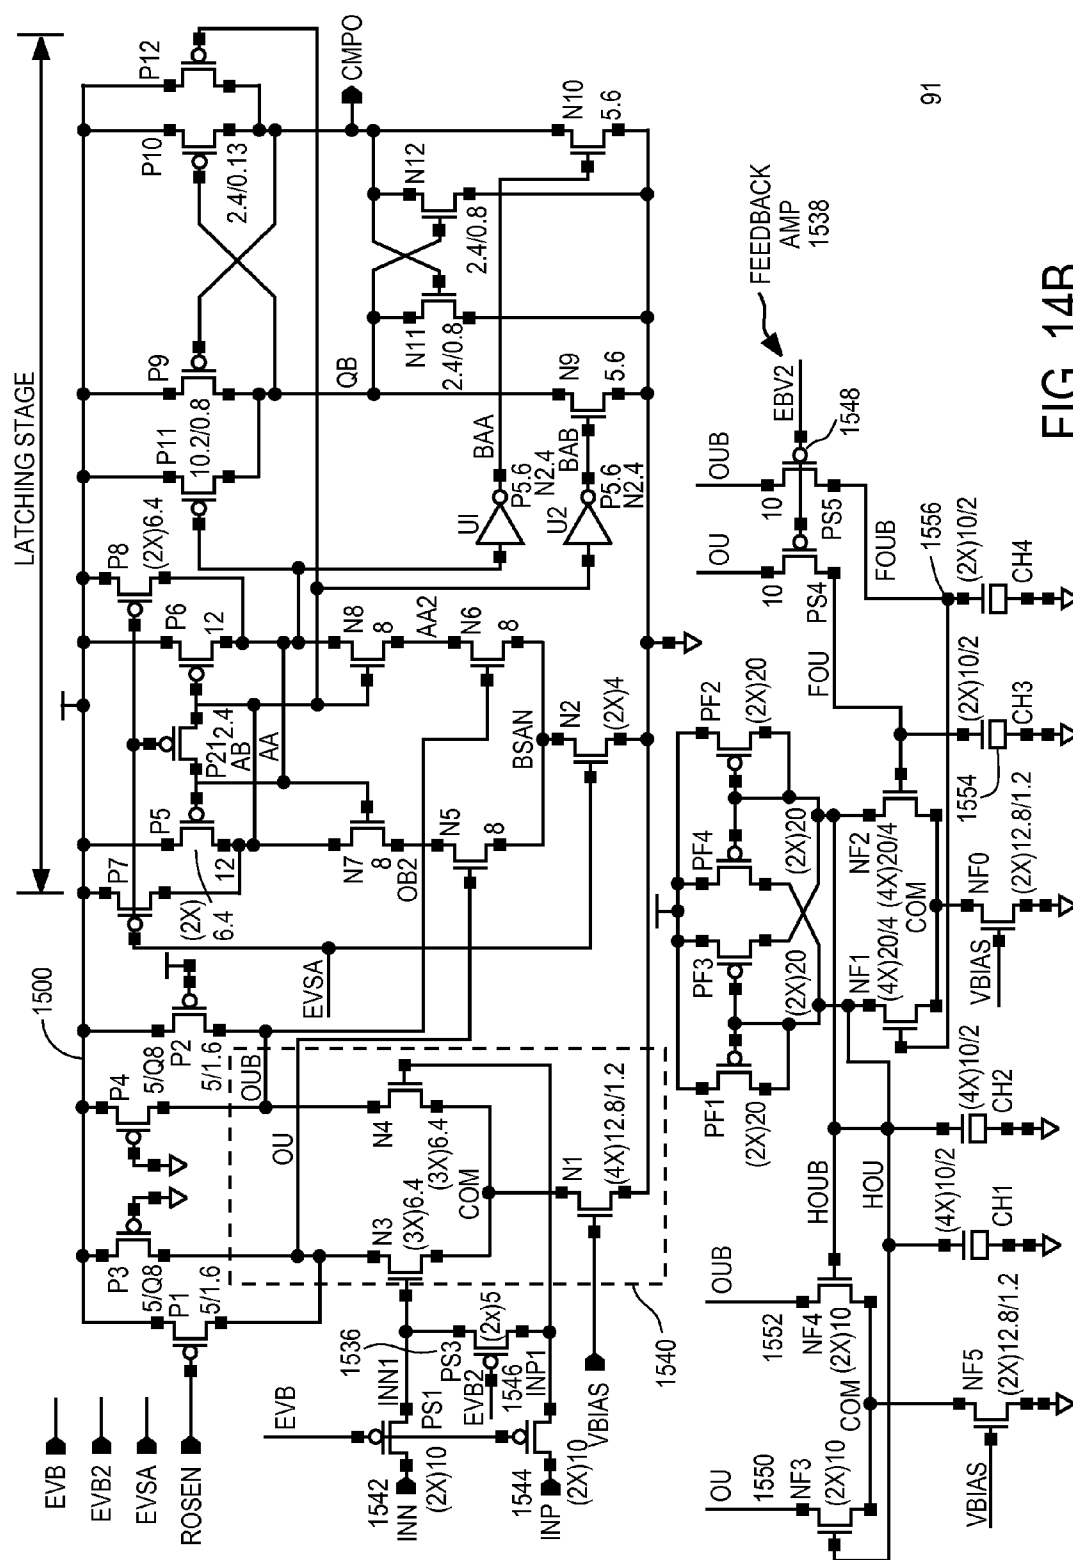 LATCHING STAGE
1500
EVB
EVB2
EVSA
ROSEN
P1
5/1.6
P3
5/Q8
P4
5/Q8
P2
5/1.6
OUB
OU
EVSA
P7
(2X)
6.4
P5
12
P212.4
AB
AA
P6
12
P8
(2X)6.4
P11
10.2/0.8
P9
P10
2.4/0.13
P12
CMPO
QB
N7
8
OB2
N5
8
N8
8
AA2
N6
8
BSAN
N2
(2X)4
U1
P5.6
N2.4
BAA
U2
P5.6
N2.4
BAB
N9
5.6
N11
2.4/0.8
N12
2.4/0.8
N10
5.6
N3
(3X)6.4
N4
(3X)6.4
COM
N1
(4X)12.8/1.2
1540
VBIAS
EVB
1542
INN
(2X)10
PS1
INN1
1536
PS3
(2x)5
EVB2
1546
INP1
1544
INP
(2X)10
OU
1550
NF3
(2X)10
COM
OUB
1552
NF4
(2X)10
NF5
(2X)12.8/1.2
VBIAS
HOUB
HOU
(4X)10/2
CH1
(4X)10/2
CH2
PF1
(2X)20
PF3
(2X)20
PF4
(2X)20
PF2
(2X)20
NF1
(4X)20/4
NF2
(4X)20/4
COM
NF0
(2X)12.8/1.2
VBIAS
OU
OUB
10
PS4
10
PS5
EBV2
1548
FEEDBACK
AMP
1538
FOU
FOUB
1554
(2X)10/2
CH3
1556
(2X)10/2
CH4
91
FIG. 14B